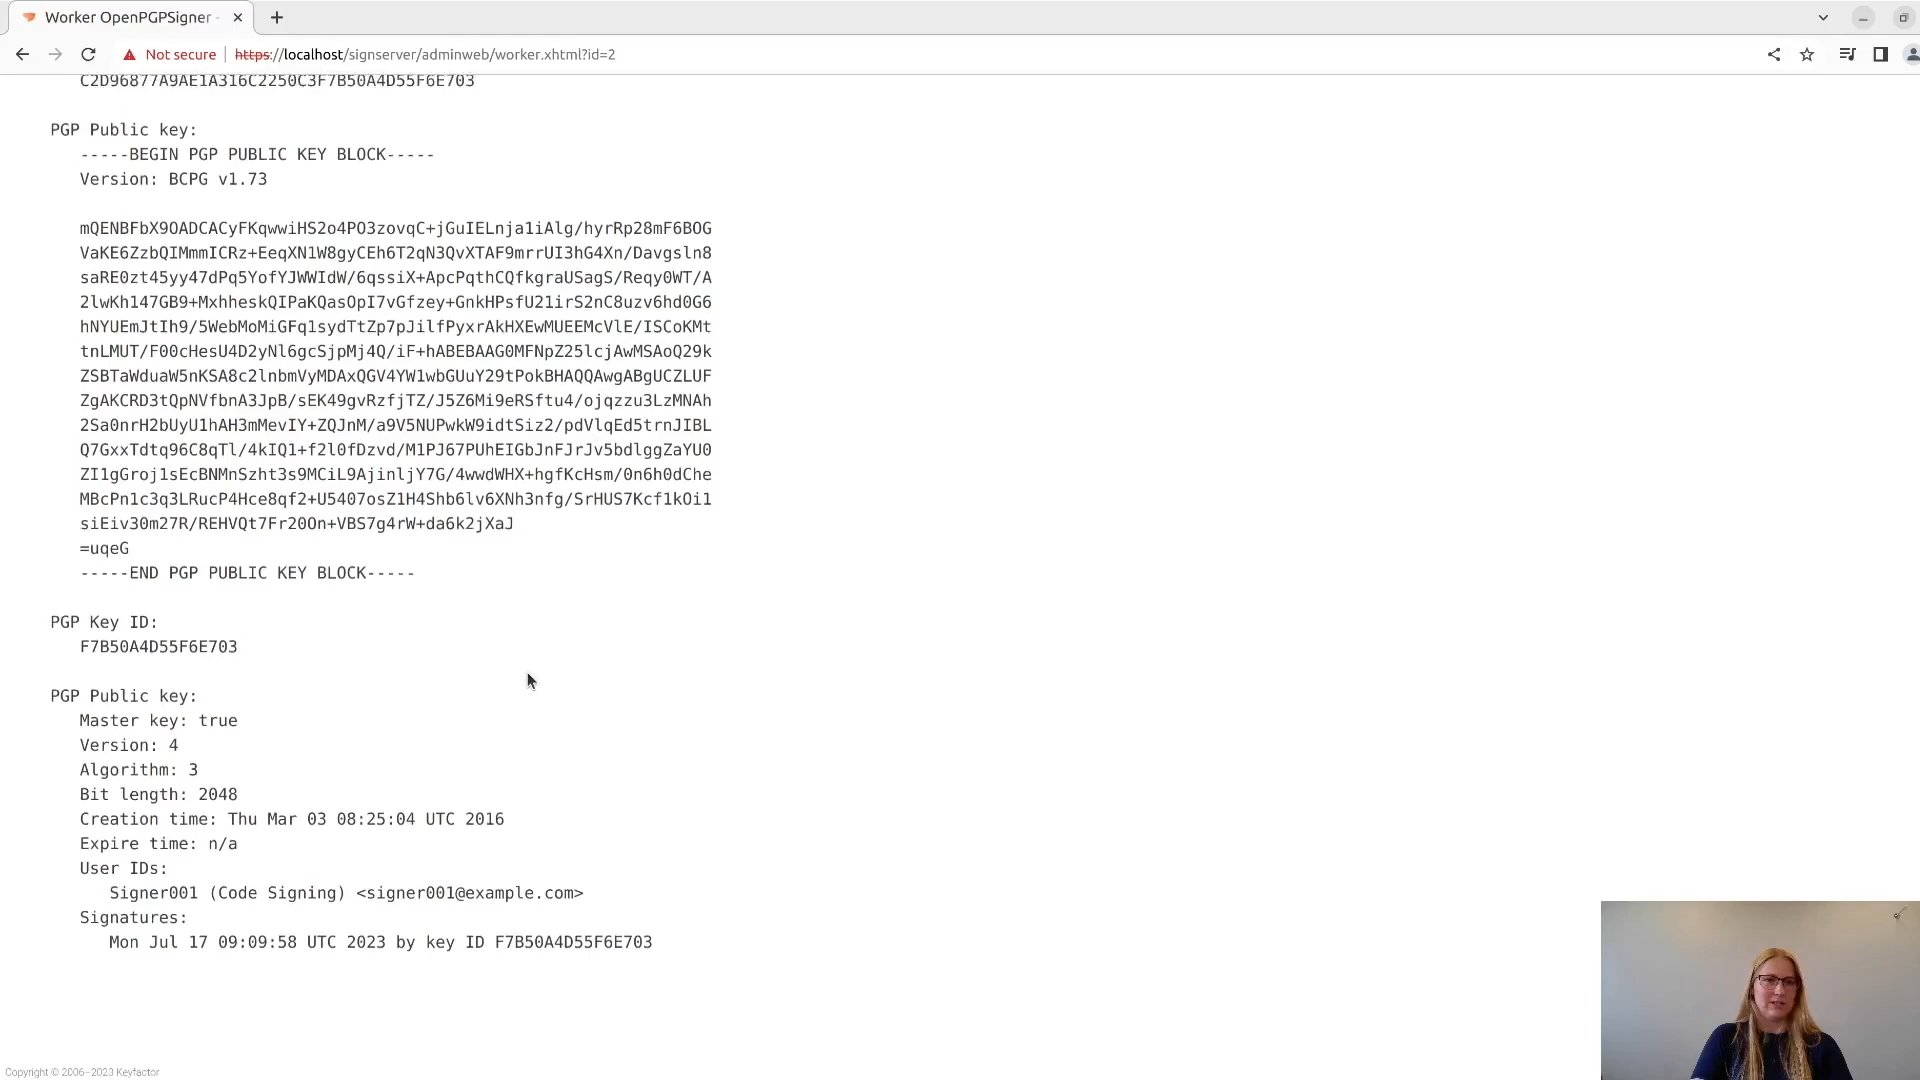 Worker OpenPGPSigner -
Not secure
https://localhost/signserver/adminweb/worker.xhtml?id=2
C2D96877A9AE1A316C2250C3F7B50A4D55F6E703
PGP Public key:
-----BEGIN PGP PUBLIC KEY BLOCK-----
Version: BCPG v1.73
mQENBFbX9OADCACyFKqwwiHS2o4PO3zovqC+jGuIELnja1iAlg/hyrRp28mF6BOG
VaKE6ZzbQIMmmICRz+EeqXN1W8gyCEh6T2qN3QvXTAF9mrrUI3hG4Xn/Davgsln8
saRE0zt45yy47dPq5YofYJWWIdW/6qssiX+ApcPqthCQfkgraUSagS/Reqy0WT/A
2lwKh147GB9+MxhheskQIPaKQasOpI7vGfzey+GnkHPsfU21irS2nC8uzv6hd0G6
hNYUEmJtIh9/5WebMoMiGFq1sydTtZp7pJilfPyxrAkHXEwMUEEMcVlE/ISCoKMt
tnLMUT/F00cHesU4D2yNl6gcSjpMj4Q/iF+hABEBAAG0MFNpZ25lcjAwMSAoQ29k
ZSBTaWduaW5nKSA8c2lnbmVyMDAxQGV4YW1wbGUuY29tPokBHAQQAwgABgUCZLUF
ZgAKCRD3tQpNVfbnA3JpB/sEK49gvRzfjTZ/J5Z6Mi9eRSftu4/ojqzzu3LzMNAh
2Sa0nrH2bUyU1hAH3mMevIY+ZQJnM/a9V5NUPwkW9idtSiz2/pdVlqEd5trnJIBL
Q7GxxTdtq96C8qTl/4kIQ1+f2l0fDzvd/M1PJ67PUhEIGbJnFJrJv5bdlggZaYU0
ZI1gGroj1sEcBNMnSzht3s9MCiL9AjinljY7G/4wwdWHX+hgfKcHsm/0n6h0dChe
MBcPn1c3q3LRucP4Hce8qf2+U5407osZ1H4Shb6lv6XNh3nfg/SrHUS7Kcf1kOi1
siEiv30m27R/REHVQt7Fr20On+VBS7g4rW+da6k2jXaJ
=uqeG
-----END PGP PUBLIC KEY BLOCK-----
PGP Key ID:
F7B50A4D55F6E703
PGP Public key:
Master key: true
Version: 4
Algorithm: 3
Bit length: 2048
Creation time: Thu Mar 03 08:25:04 UTC 2016
Expire time: n/a
User IDs:
Signer001 (Code Signing) <signer001@example.com>
Signatures:
Mon Jul 17 09:09:58 UTC 2023 by key ID F7B50A4D55F6E703
Copyright © 2006–2023 Keyfactor